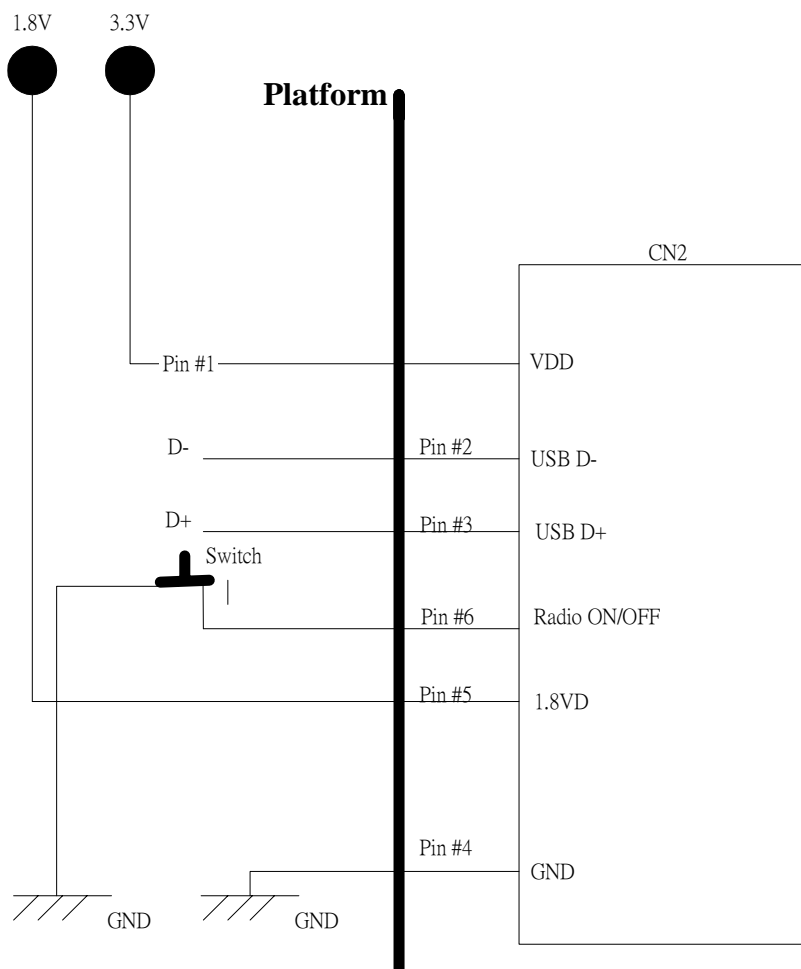 1.8V 3.3V
Platform
CN2
Pin #1 VDD
D- Pin #2 USB D-
D+ Pin #3 USB D+
Switch
Pin #6 Radio ON/OFF
Pin #5 1.8VD
Pin #4 GND
GND GND